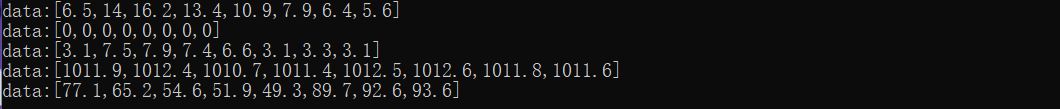 data:[6.5,14,16.2,13.4,10.9,7.9,6.4,5.6]
data:[0,0,0,0,0,0,0,0]
data:[3.1,7.5,7.9,7.4,6.6,3.1,3.3,3.1]
data:[1011.9,1012.4,1010.7,1011.4,1012.5,1012.6,1011.8,1011.6]
data:[77.1,65.2,54.6,51.9,49.3,89.7,92.6,93.6]